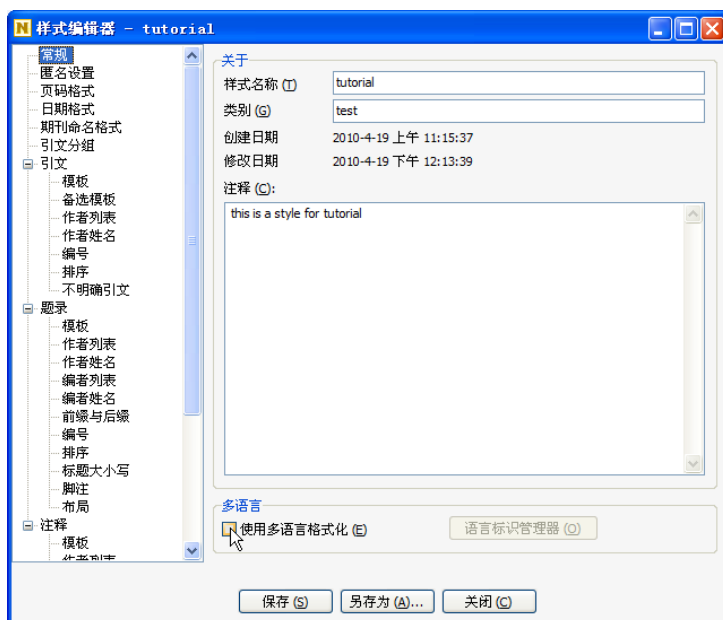 N 样式编辑器 - tutorial
常规
匿名设置
页码格式
日期格式
期刊命名格式
引文分组
引文
模板
备选模板
作者列表
作者姓名
编号
排序
不明确引文
题录
模板
作者列表
作者姓名
编者列表
编者姓名
前缀与后缀
编号
排序
标题大小写
脚注
布局
注释
模板
作者列表
关于
样式名称 (T) tutorial
类别 (G) test
创建日期 2010-4-19 上午 11:15:37
修改日期 2010-4-19 下午 12:13:39
注释 (C):
this is a style for tutorial
多语言
使用多语言格式化 (E) 语言标识管理器 (O)
保存 (S) 另存为 (A)... 关闭 (C)